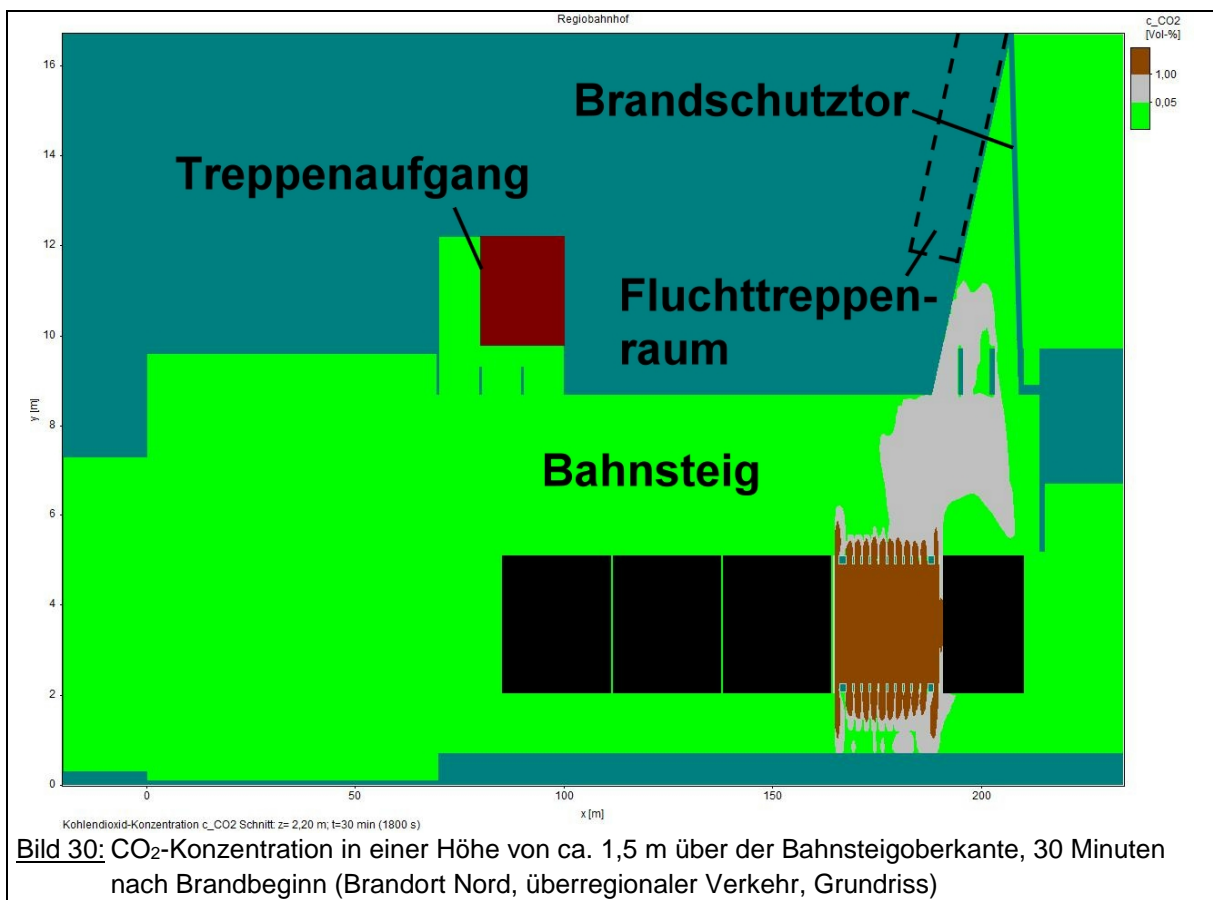 Regiobahnhof
c_CO2
[Vol-%]
1,00
0,05
16
14
12
10
8
6
4
2
0
y [m]
Brandschutztor
Treppenaufgang
Fluchttreppen-
raum
Bahnsteig
0
50
100
150
200
x [m]
Kohlendioxid-Konzentration c_CO2 Schnitt: z= 2,20 m; t=30 min (1800 s)
Bild 30: CO₂-Konzentration in einer Höhe von ca. 1,5 m über der Bahnsteigoberkante, 30 Minuten
nach Brandbeginn (Brandort Nord, überregionaler Verkehr, Grundriss)